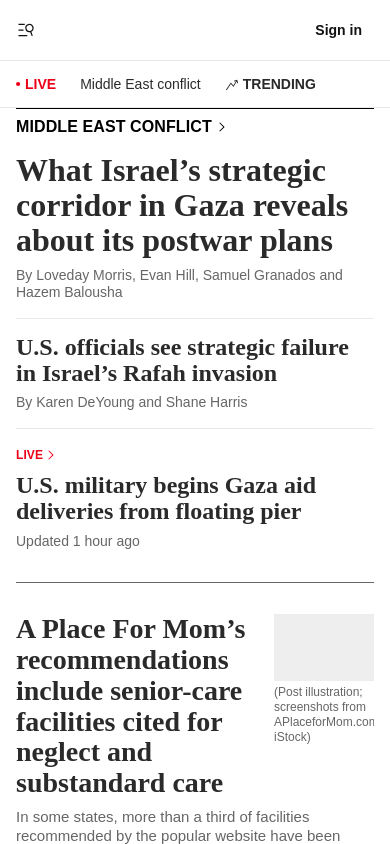 Sign in
LIVE Middle East conflict TRENDING
MIDDLE EAST CONFLICT
What Israel’s strategic
corridor in Gaza reveals
about its postwar plans
By Loveday Morris, Evan Hill, Samuel Granados and
Hazem Balousha
U.S. officials see strategic failure
in Israel’s Rafah invasion
By Karen DeYoung and Shane Harris
LIVE
U.S. military begins Gaza aid
deliveries from floating pier
Updated 1 hour ago
A Place For Mom’s
recommendations
include senior-care
facilities cited for
neglect and
substandard care
(Post illustration;
screenshots from
APlaceforMom.com
iStock)
In some states, more than a third of facilities
recommended by the popular website have been